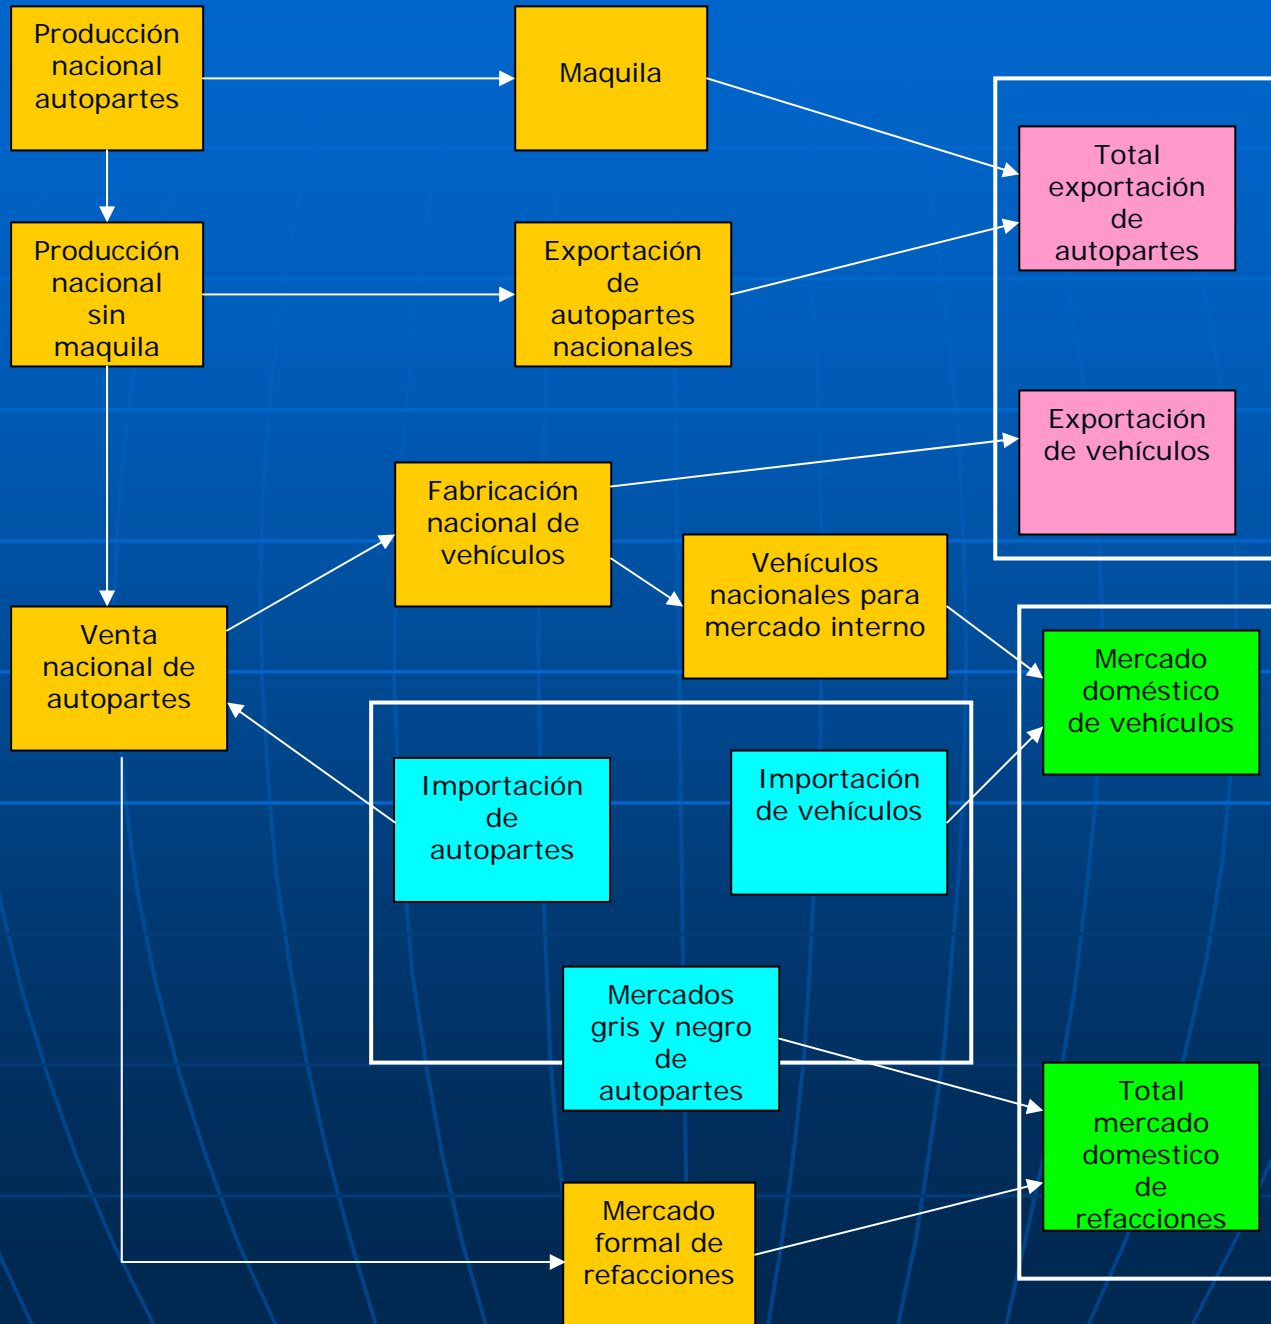 Producción
nacional
autopartes
Maquila
Total
exportación
de
autopartes
Producción
nacional
sin
maquila
Exportación
de
autopartes
nacionales
Exportación
de vehículos
Fabricación
nacional de
vehículos
Vehículos
nacionales para
mercado interno
Venta
nacional de
autopartes
Mercado
doméstico
de vehículos
Importación
de
autopartes
Importación
de vehículos
Mercados
gris y negro
de
autopartes
Total
mercado
domestico
de
refacciones
Mercado
formal de
refacciones